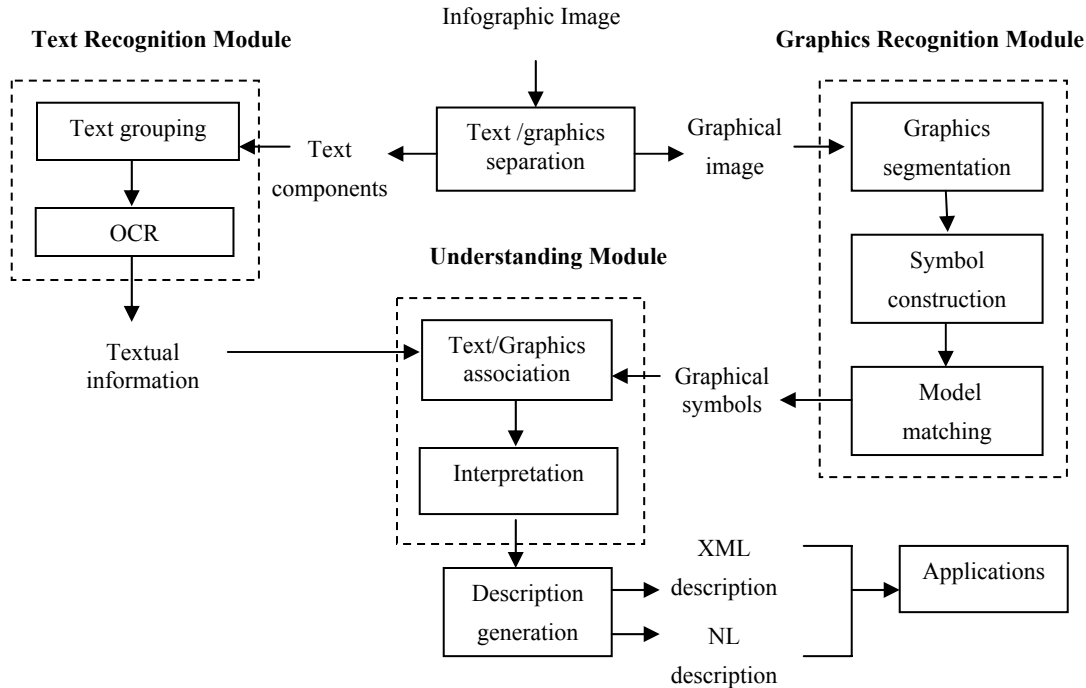 Infographic Image
Text Recognition Module
Graphics Recognition Module
Text grouping
OCR
Text
components
Text /graphics
separation
Graphical
image
Graphics
segmentation
Symbol
construction
Model
matching
Understanding Module
Textual
information
Text/Graphics
association
Graphical
symbols
Interpretation
Description
generation
XML
description
NL
description
Applications